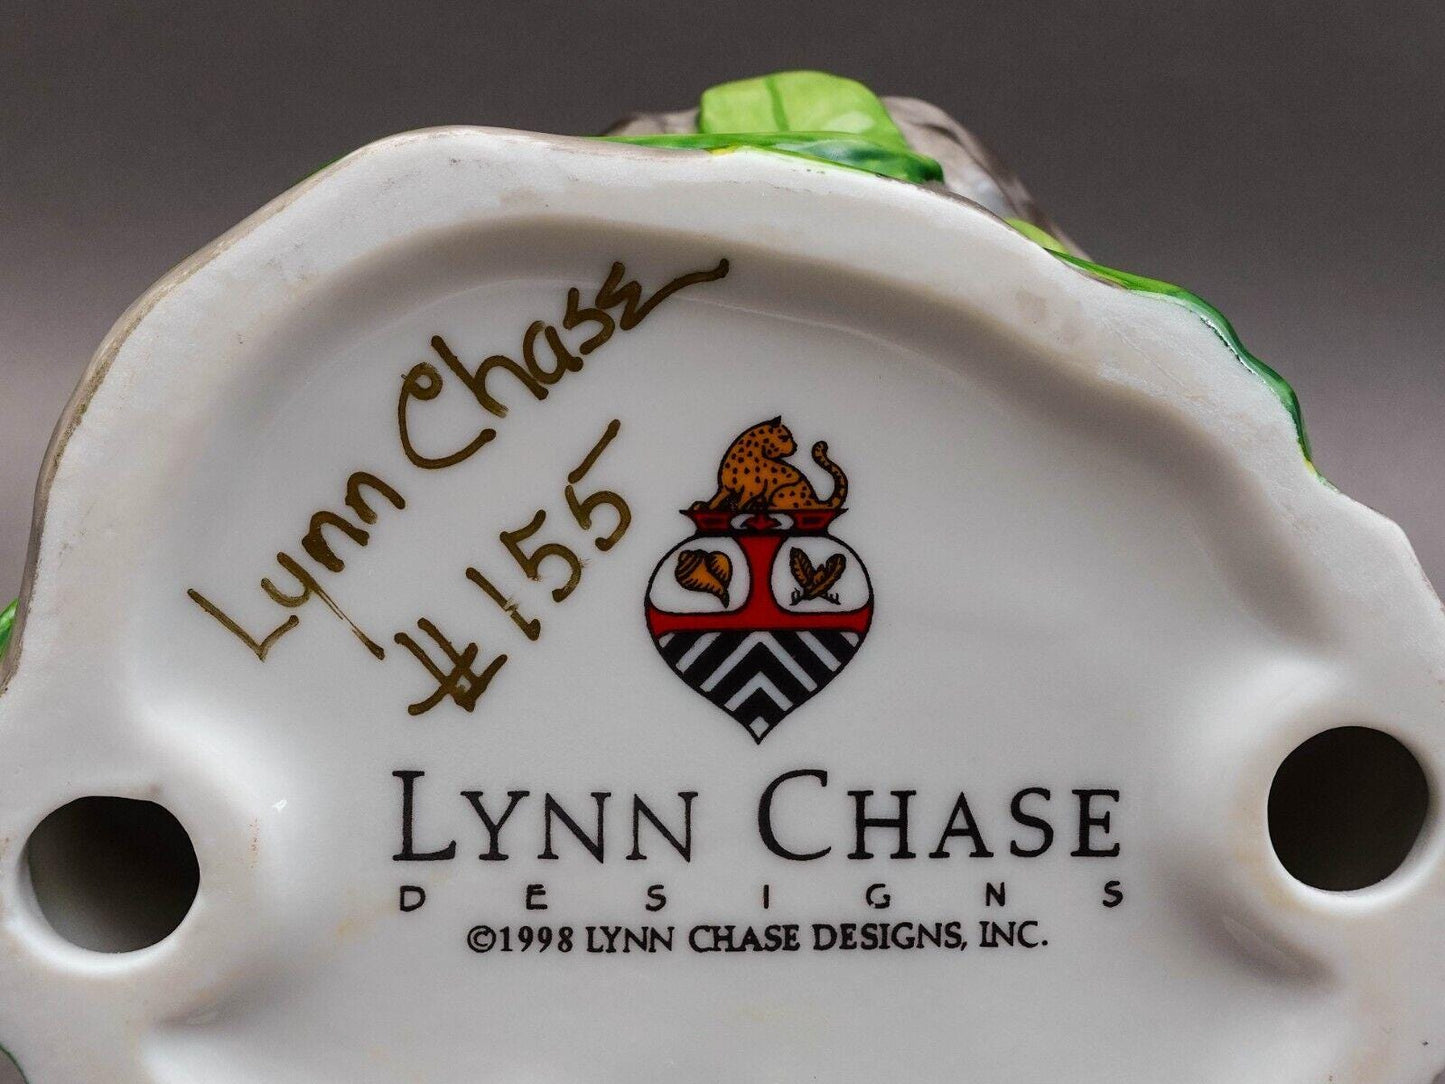 Lynn Chase
#155
LYNN CHASE
DESIGNS
©1998 LYNN CHASE DESIGNS, INC.